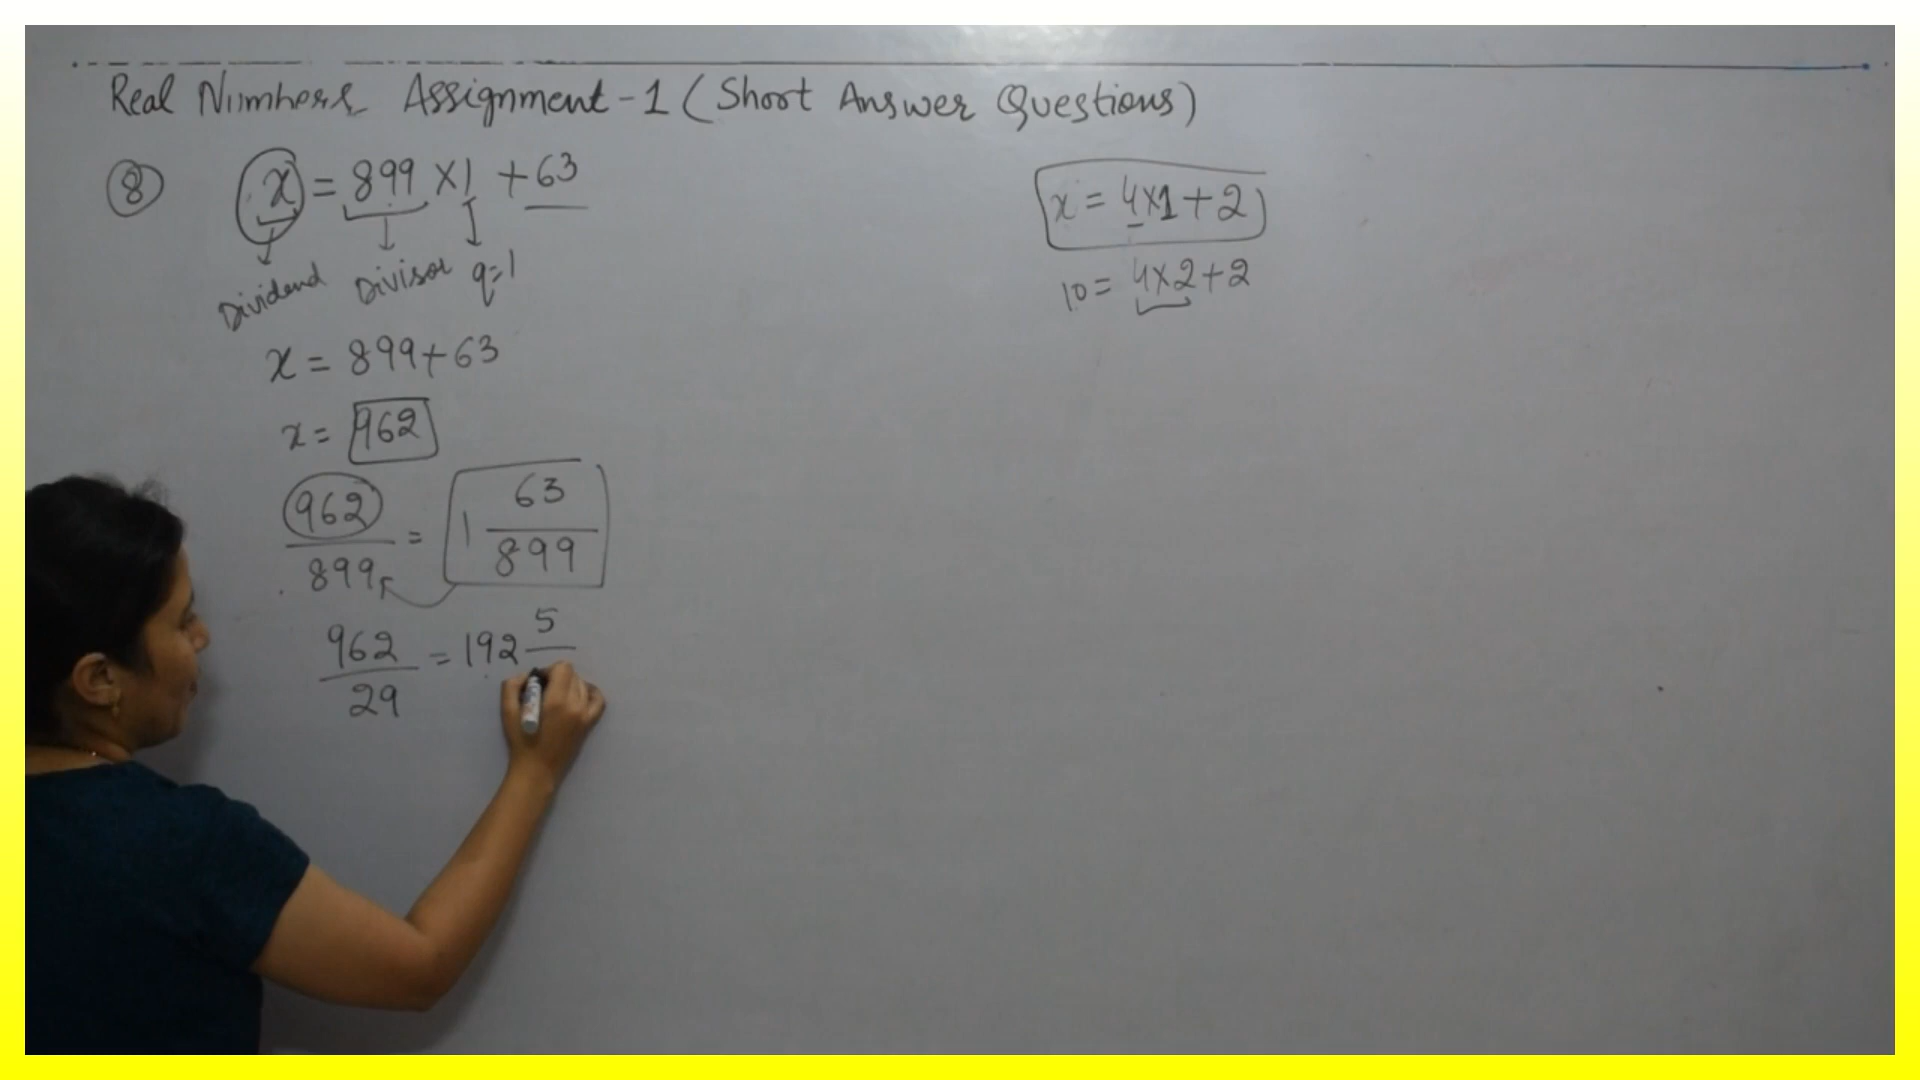 Real Numbers Assignment-1 (Short Answer Questions)
8 x = 899 × 1 + 63
Dividend Divisor q=1
x = 899+63
x = 962
962/899 = 1 63/899
962/29 = 192 5/
x = 4×1+2
10 = 4×2+2